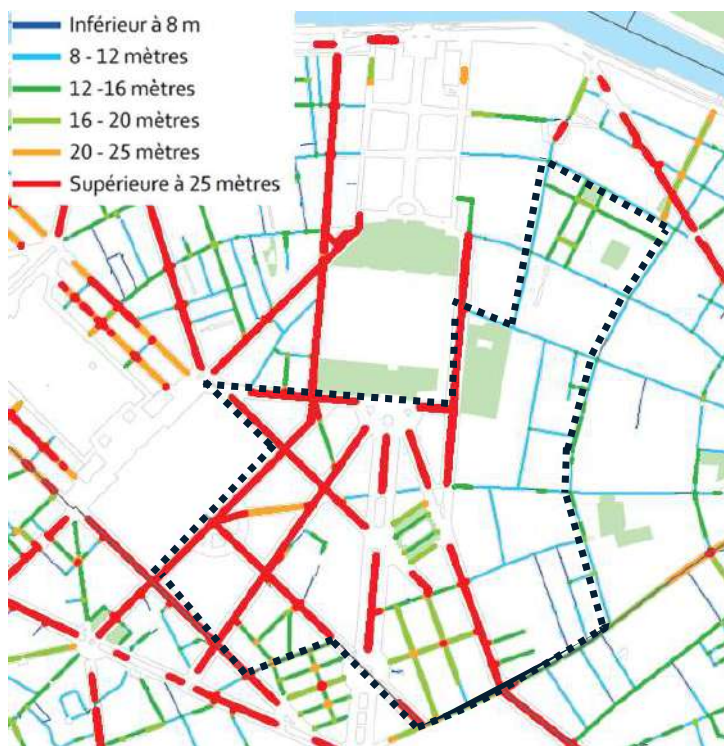 Inférieur à 8 m
8 - 12 mètres
12 -16 mètres
16 - 20 mètres
20 - 25 mètres
Supérieure à 25 mètres